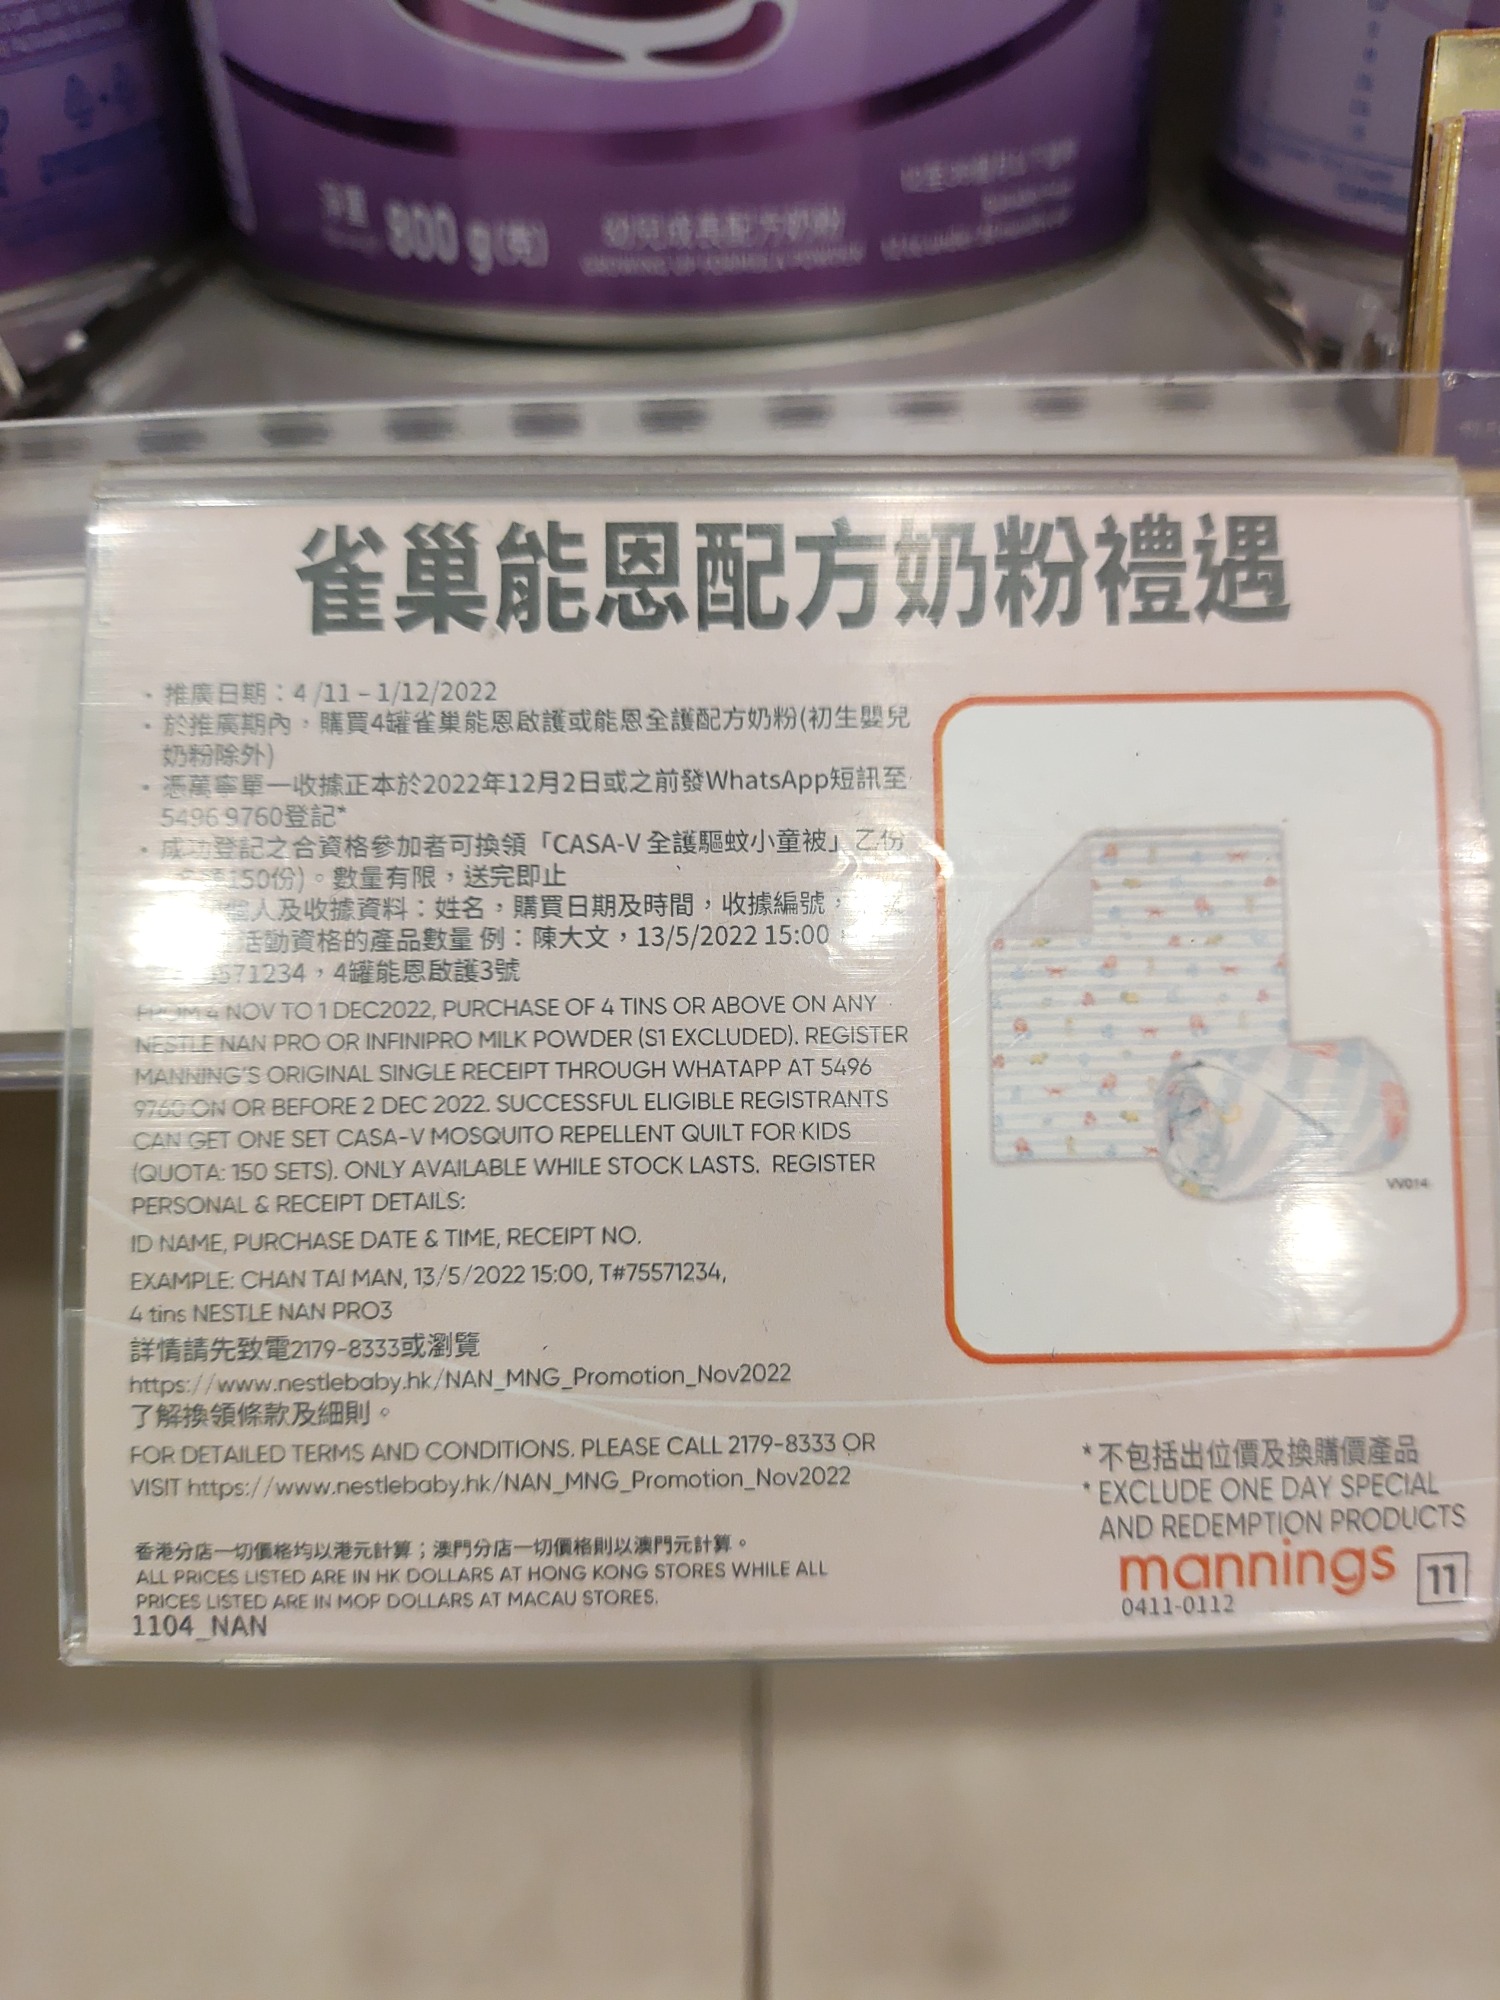 800 g(克)
幼兒成長配方奶粉
GROWING UP FORMULA POWDER
雀巢能恩配方奶粉禮遇
· 推廣日期：4 /11 – 1/12/2022
· 於推廣期內，購買4罐雀巢能恩啟護或能恩全護配方奶粉(初生嬰兒
奶粉除外)
· 憑萬寧單一收據正本於2022年12月2日或之前發WhatsApp短訊至
5496 9760登記*
· 成功登記之合資格參加者可換領「CASA-V 全護驅蚊小童被」乙份
150份)。數量有限，送完即止
個人及收據資料：姓名，購買日期及時間，收據編號，
活動資格的產品數量 例：陳大文，13/5/2022 15:00，
571234，4罐能恩啟護3號
FROM 4 NOV TO 1 DEC2022, PURCHASE OF 4 TINS OR ABOVE ON ANY
NESTLE NAN PRO OR INFINIPRO MILK POWDER (S1 EXCLUDED). REGISTER
MANNING'S ORIGINAL SINGLE RECEIPT THROUGH WHATAPP AT 5496
9760 ON OR BEFORE 2 DEC 2022. SUCCESSFUL ELIGIBLE REGISTRANTS
CAN GET ONE SET CASA-V MOSQUITO REPELLENT QUILT FOR KIDS
(QUOTA: 150 SETS). ONLY AVAILABLE WHILE STOCK LASTS. REGISTER
PERSONAL & RECEIPT DETAILS:
ID NAME, PURCHASE DATE & TIME, RECEIPT NO.
EXAMPLE: CHAN TAI MAN, 13/5/2022 15:00, T#75571234,
4 tins NESTLE NAN PRO3
詳情請先致電2179-8333或瀏覽
https://www.nestlebaby.hk/NAN_MNG_Promotion_Nov2022
了解換領條款及細則。
FOR DETAILED TERMS AND CONDITIONS. PLEASE CALL 2179-8333 OR
VISIT https://www.nestlebaby.hk/NAN_MNG_Promotion_Nov2022
香港分店一切價格均以港元計算；澳門分店一切價格則以澳門元計算。
ALL PRICES LISTED ARE IN HK DOLLARS AT HONG KONG STORES WHILE ALL
PRICES LISTED ARE IN MOP DOLLARS AT MACAU STORES.
1104_NAN
VV014
* 不包括出位價及換購價產品
* EXCLUDE ONE DAY SPECIAL
AND REDEMPTION PRODUCTS
mannings
0411-0112
11